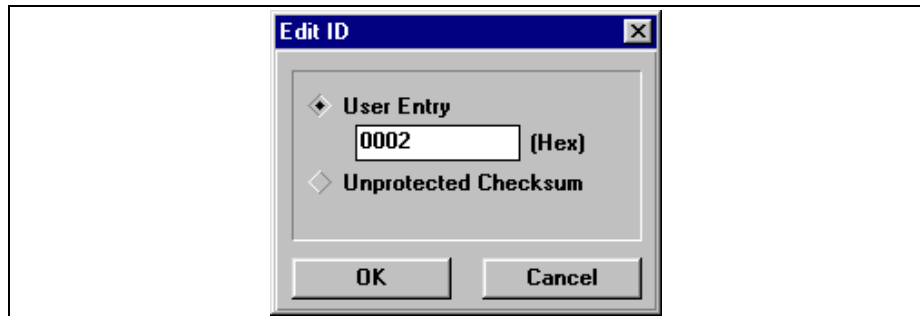 Edit ID
User Entry
0002 (Hex)
Unprotected Checksum
OK Cancel